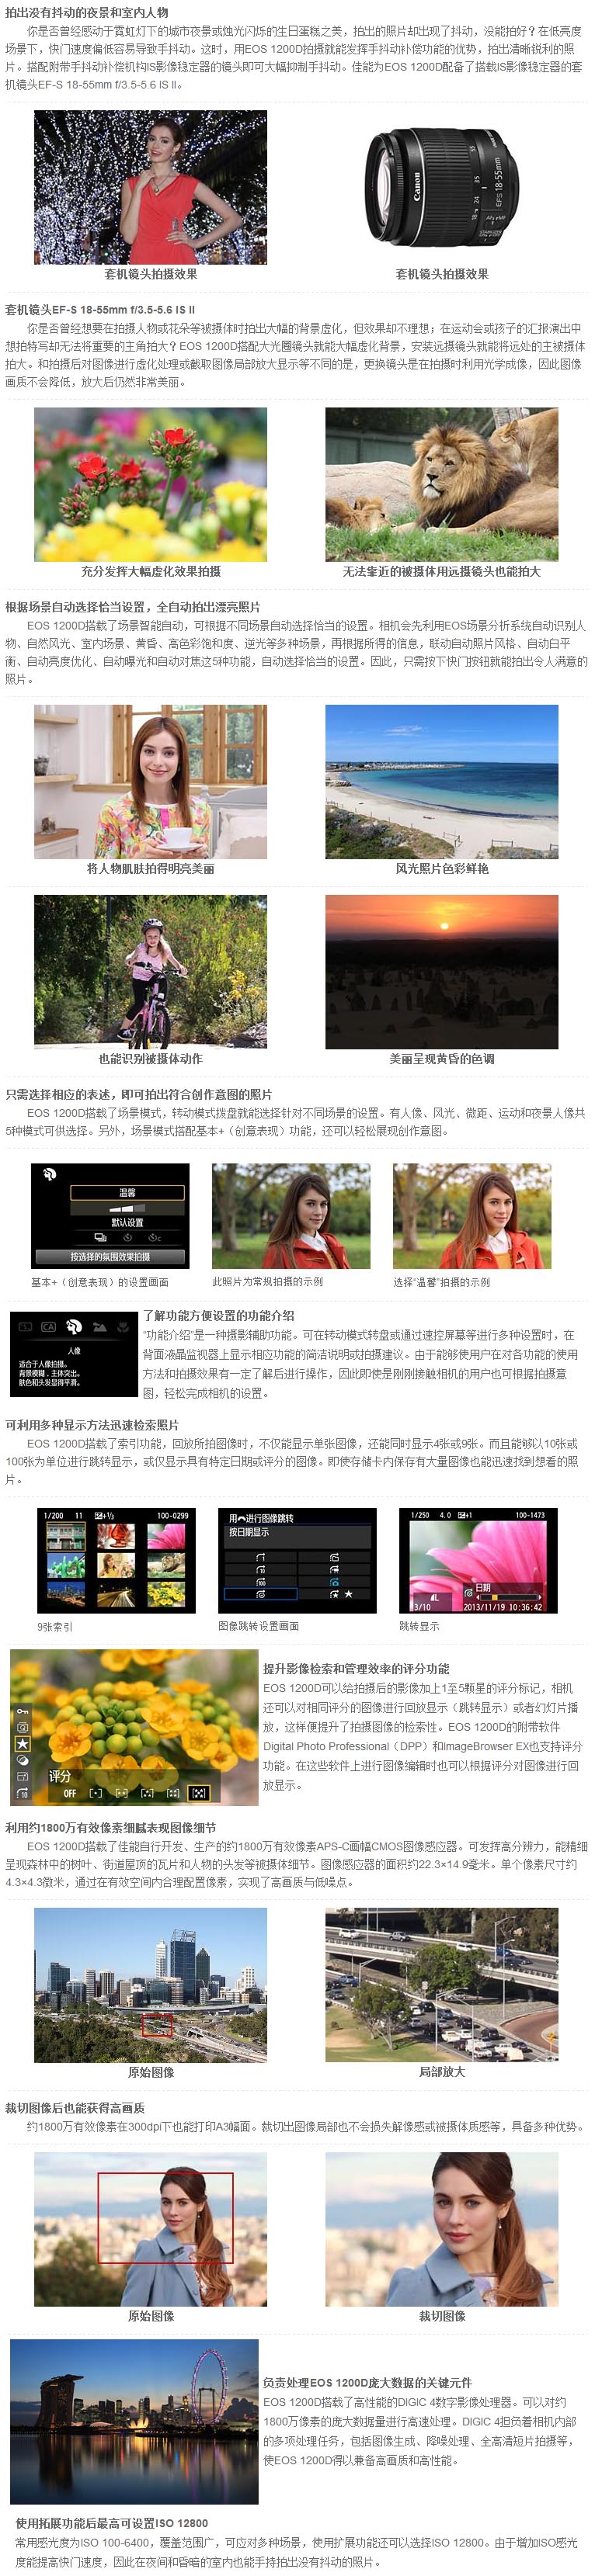 拍出没有抖动的夜景和室内人物
你是否曾经感动于霓虹灯下的城市夜景或烛光闪烁的生日蛋糕之美，拍出的照片却出现了抖动，没能拍好？在低亮度
场景下，快门速度偏低容易导致手抖动。这时，用EOS 1200D拍摄就能发挥手抖动补偿功能的优势，拍出清晰锐利的照
片。搭配附带手抖动补偿机构IS影像稳定器的镜头即可大幅抑制手抖动。佳能为EOS 1200D配备了搭载IS影像稳定器的套
机镜头EF-S 18-55mm f/3.5-5.6 IS II。
套机镜头拍摄效果
Canon
EFS 18-55mm
套机镜头拍摄效果
套机镜头EF-S 18-55mm f/3.5-5.6 IS II
你是否曾经想要在拍摄人物或花朵等被摄体时拍出大幅的背景虚化，但效果却不理想；在运动会或孩子的汇报演出中
想拍特写却无法将重要的主角拍大？EOS 1200D搭配大光圈镜头就能大幅虚化背景，安装远摄镜头就能将远处的主被摄体
拍大。和拍摄后对图像进行虚化处理或截取图像局部放大显示等不同的是，更换镜头是在拍摄时利用光学成像，因此图像
画质不会降低，放大后仍然非常美丽。
充分发挥大幅虚化效果拍摄
无法靠近的被摄体用远摄镜头也能拍大
根据场景自动选择恰当设置，全自动拍出漂亮照片
EOS 1200D搭载了场景智能自动，可根据不同场景自动选择恰当的设置。相机会先利用EOS场景分析系统自动识别人
物、自然风光、室内场景、黄昏、高色彩饱和度、逆光等多种场景，再根据所得的信息，联动自动照片风格、自动白平
衡、自动亮度优化、自动曝光和自动对焦这5种功能，自动选择恰当的设置。因此，只需按下快门按钮就能拍出令人满意的
照片。
将人物肌肤拍得明亮美丽
风光照片色彩鲜艳
也能识别被摄体动作
美丽呈现黄昏的色调
只需选择相应的表述，即可拍出符合创作意图的照片
EOS 1200D搭载了场景模式，转动模式拨盘就能选择针对不同场景的设置。有人像、风光、微距、运动和夜景人像共
5种模式可供选择。另外，场景模式搭配基本+（创意表现）功能，还可以轻松展现创作意图。
温馨
默认设置
按选择的氛围效果拍摄
基本+（创意表现）的设置画面
此照片为常规拍摄的示例
选择“温馨”拍摄的示例
CA
人像
适合于人像拍摄。
背景模糊，主体突出。
肤色和头发显得平滑。
了解功能方便设置的功能介绍
“功能介绍”是一种摄影辅助功能。可在转动模式转盘或通过速控屏幕等进行多种设置时，在
背面液晶监视器上显示相应功能的简洁说明或拍摄建议。由于能够使用户在对各功能的使用
方法和拍摄效果有一定了解后进行操作，因此即使是刚刚接触相机的用户也可根据拍摄意
图，轻松完成相机的设置。
可利用多种显示方法迅速检索照片
EOS 1200D搭载了索引功能，回放所拍图像时，不仅能显示单张图像，还能同时显示4张或9张。而且能够以10张或
100张为单位进行跳转显示，或仅显示具有特定日期或评分的图像。即使存储卡内保存有大量图像也能迅速找到想看的照
片。
1/200 11 +⅓ 100-0299
9张索引
用进行图像跳转
按日期显示
图像跳转设置画面
1/250 4.0 +1 100-1473
日期
3/10 2013/11/19 10:36:42
跳转显示
评分
OFF
提升影像检索和管理效率的评分功能
EOS 1200D可以给拍摄后的影像加上1至5颗星的评分标记，相机
还可以对相同评分的图像进行回放显示（跳转显示）或者幻灯片播
放，这样便提升了拍摄图像的检索性。EOS 1200D的附带软件
Digital Photo Professional（DPP）和ImageBrowser EX也支持评分
功能。在这些软件上进行图像编辑时也可以根据评分对图像进行回
放显示。
利用约1800万有效像素细腻表现图像细节
EOS 1200D搭载了佳能自行开发、生产的约1800万有效像素APS-C画幅CMOS图像感应器。可发挥高分辨力，能精细
呈现森林中的树叶、街道屋顶的瓦片和人物的头发等被摄体细节。图像感应器的面积约22.3×14.9毫米。单个像素尺寸约
4.3×4.3微米，通过在有效空间内合理配置像素，实现了高画质与低噪点。
原始图像
局部放大
裁切图像后也能获得高画质
约1800万有效像素在300dpi下也能打印A3幅面。裁切出图像局部也不会损失解像感或被摄体质感等，具备多种优势。
原始图像
裁切图像
负责处理EOS 1200D庞大数据的关键元件
EOS 1200D搭载了高性能的DIGIC 4数字影像处理器。可以对约
1800万像素的庞大数据量进行高速处理。DIGIC 4担负着相机内部
的多项处理任务，包括图像生成、降噪处理、全高清短片拍摄等，
使EOS 1200D得以兼备高画质和高性能。
使用拓展功能后最高可设置ISO 12800
常用感光度为ISO 100-6400，覆盖范围广，可应对多种场景，使用扩展功能还可以选择ISO 12800。由于增加ISO感光
度能提高快门速度，因此在夜间和昏暗的室内也能手持拍出没有抖动的照片。